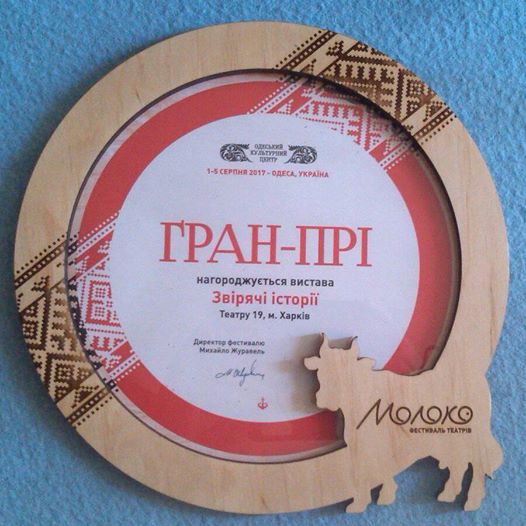 ОДЕСЬКИЙ
КУЛЬТУРНИЙ
ЦЕНТР
1-5 СЕРПНЯ 2017 – ОДЕСА, УКРАЇНА
ҐРАН-ПРІ
нагороджується вистава
Звірячі історії
Театру 19, м. Харків
Директор фестивалю
Михайло Журавель
МОЛОКО
ФЕСТИВАЛЬ ТЕАТРІВ